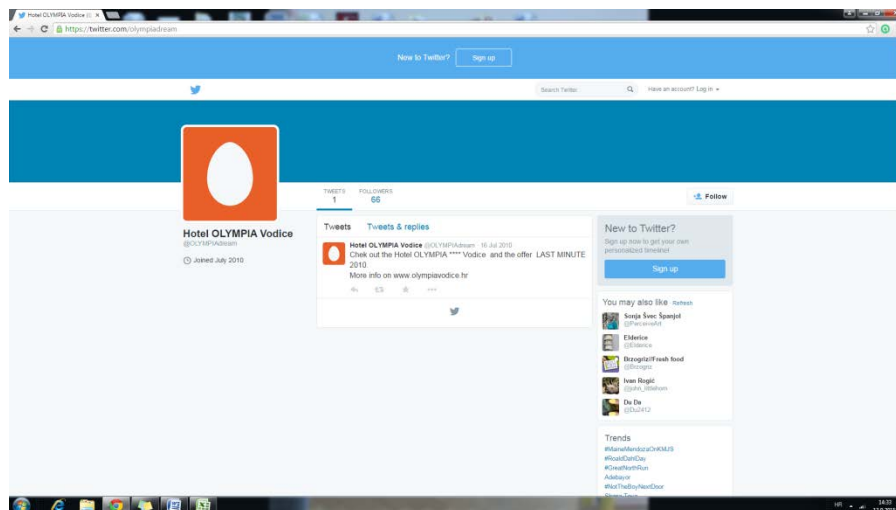 Hotel OLYMPIA Vodice
https://twitter.com/olympiadream
New to Twitter? Sign up
Search Twitter
Have an account? Log in
TWEETS FOLLOWERS
1 66
Follow
Hotel OLYMPIA Vodice
@OLYMPIAdream
Joined July 2010
Tweets Tweets & replies
Hotel OLYMPIA Vodice @OLYMPIAdream · 16 Jul 2010
Chek out the Hotel OLYMPIA **** Vodice and the offer LAST MINUTE
2010.
More info on www.olympiavodice.hr
New to Twitter?
Sign up now to get your own
personalized timeline!
Sign up
You may also like · Refresh
Sonja Švec Španjol
Elderice
@Elderice
Brzogriz//Fresh food
@Brzogriz
Ivan Regić
Da Da
@Du2412
Trends
#MaineMendozaOnKMJS
#RoaldDahlDay
#GreatNorthRun
Adebayor
#NotTheBoyNextDoor
HR
14:33